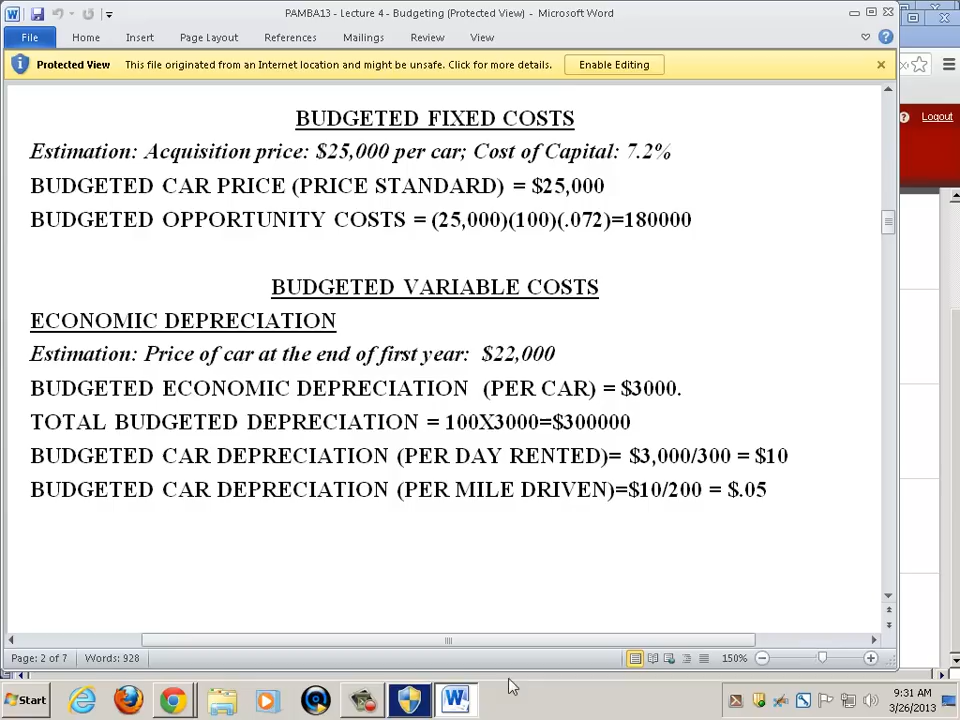 PAMBA13 - Lecture 4 - Budgeting (Protected View) - Microsoft Word
File Home Insert Page Layout References Mailings Review View
Protected View This file originated from an Internet location and might be unsafe. Click for more details. Enable Editing
Logout
BUDGETED FIXED COSTS
Estimation: Acquisition price: $25,000 per car; Cost of Capital: 7.2%
BUDGETED CAR PRICE (PRICE STANDARD) = $25,000
BUDGETED OPPORTUNITY COSTS = (25,000)(100)(.072)=180000
BUDGETED VARIABLE COSTS
ECONOMIC DEPRECIATION
Estimation: Price of car at the end of first year: $22,000
BUDGETED ECONOMIC DEPRECIATION (PER CAR) = $3000.
TOTAL BUDGETED DEPRECIATION = 100X3000=$300000
BUDGETED CAR DEPRECIATION (PER DAY RENTED)= $3,000/300 = $10
BUDGETED CAR DEPRECIATION (PER MILE DRIVEN)=$10/200 = $.05
Page: 2 of 7 Words: 928 150%
Start 9:31 AM
3/26/2013